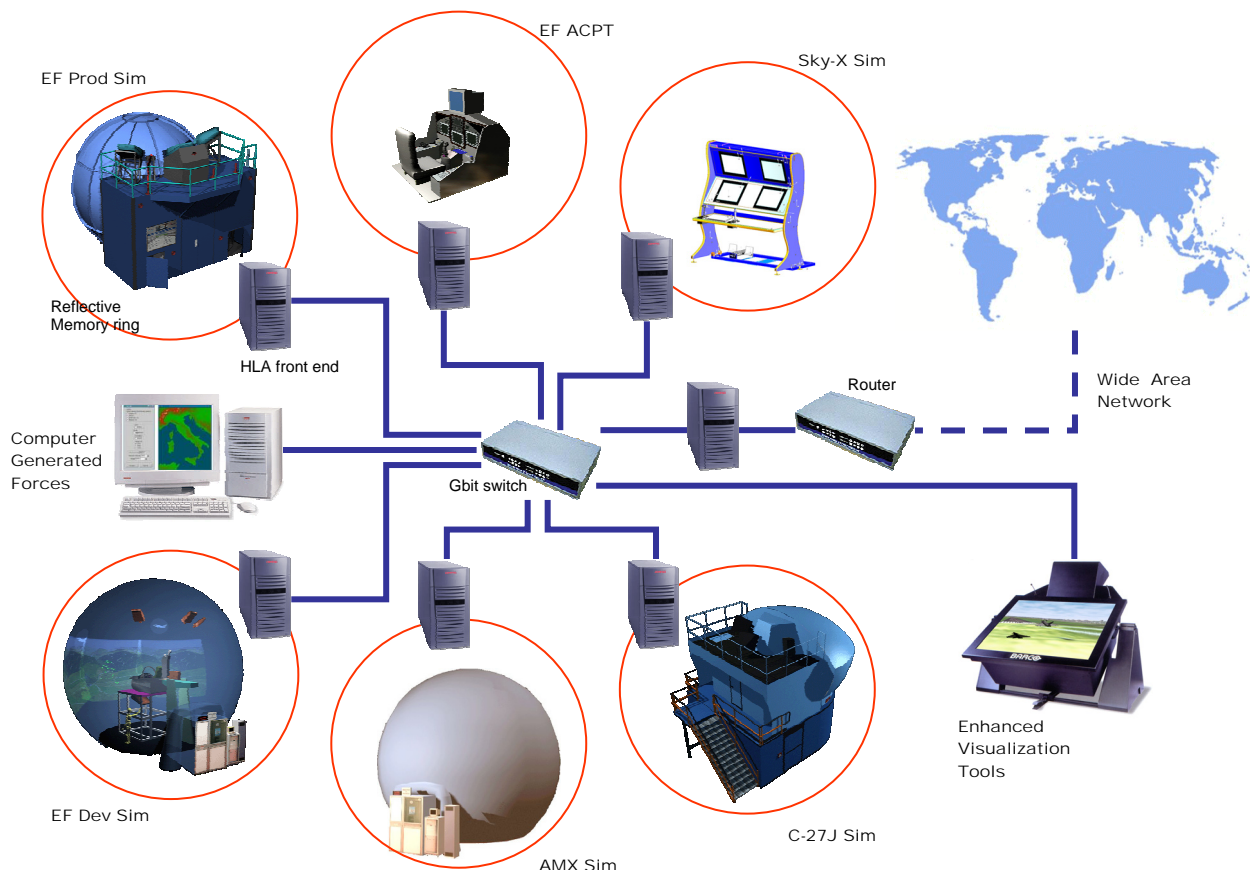 EF ACPT
EF Prod Sim
Sky-X Sim
Reflective
Memory ring
HLA front end
Router
Wide Area
Network
Computer
Generated
Forces
Gbit switch
BARCO
Enhanced
Visualization
Tools
EF Dev Sim
C-27J Sim
AMX Sim